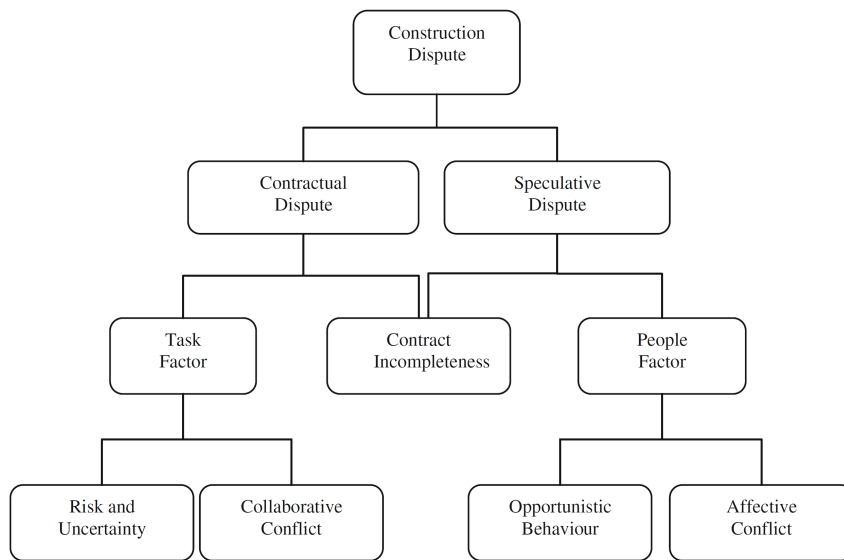 Construction
Dispute
Contractual
Dispute
Speculative
Dispute
Task
Factor
Contract
Incompleteness
People
Factor
Risk and
Uncertainty
Collaborative
Conflict
Opportunistic
Behaviour
Affective
Conflict